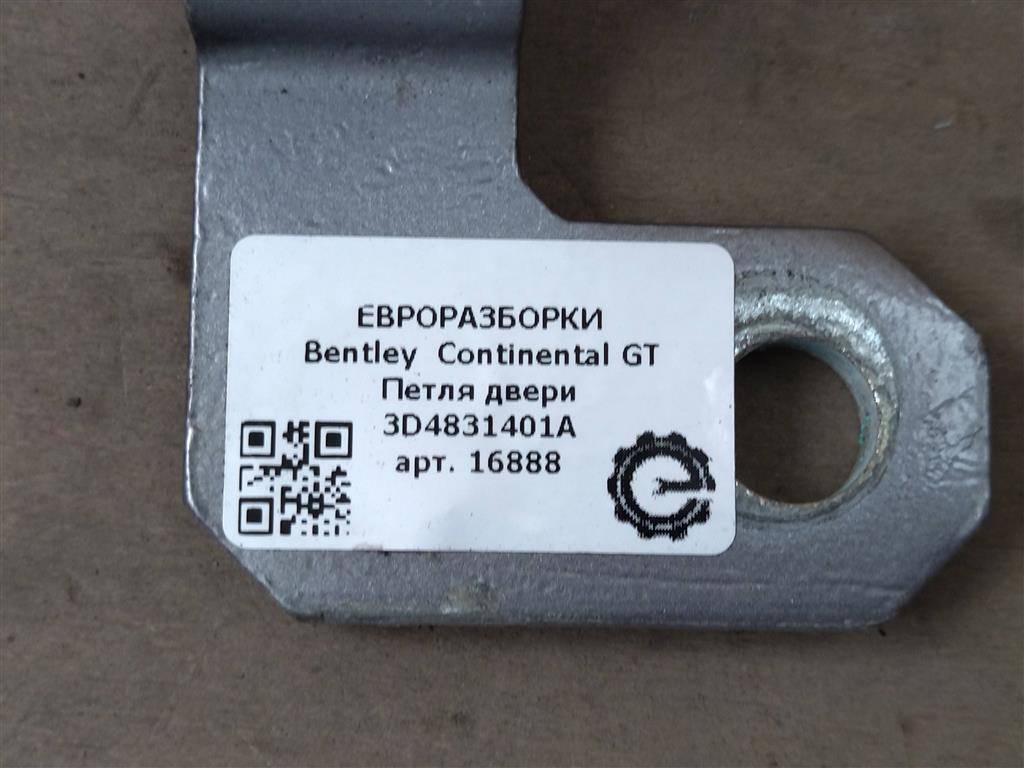 ЕВРОРАЗБОРКИ
Bentley Continental GT
Петля двери
3D4831401A
арт. 16888